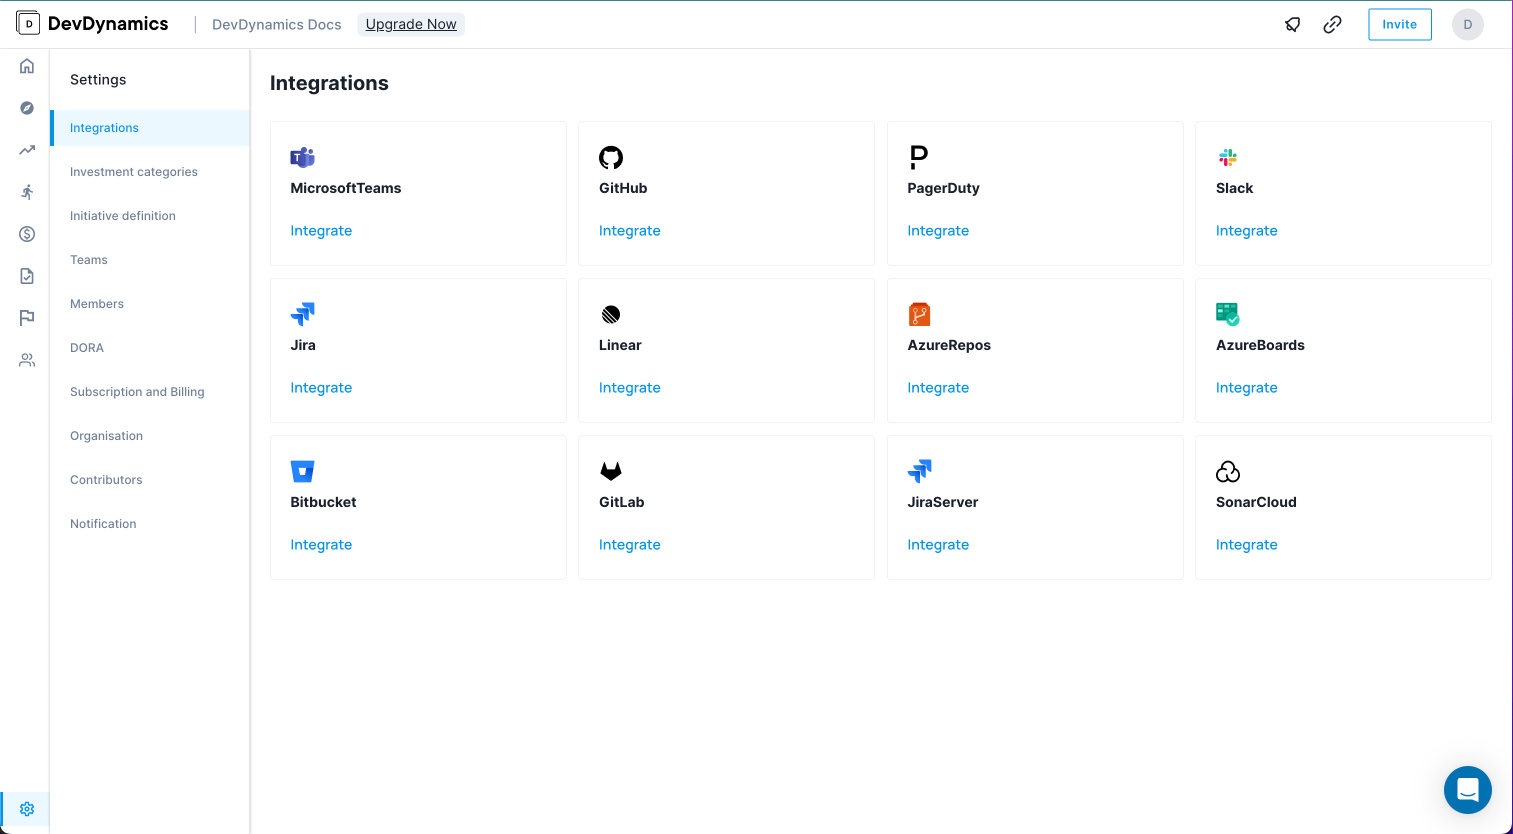 D DevDynamics
DevDynamics Docs
Upgrade Now
Invite
D
Settings
Integrations
Investment categories
Initiative definition
Teams
Members
DORA
Subscription and Billing
Organisation
Contributors
Notification
Integrations
MicrosoftTeams
Integrate
GitHub
Integrate
PagerDuty
Integrate
Slack
Integrate
Jira
Integrate
Linear
Integrate
AzureRepos
Integrate
AzureBoards
Integrate
Bitbucket
Integrate
GitLab
Integrate
JiraServer
Integrate
SonarCloud
Integrate